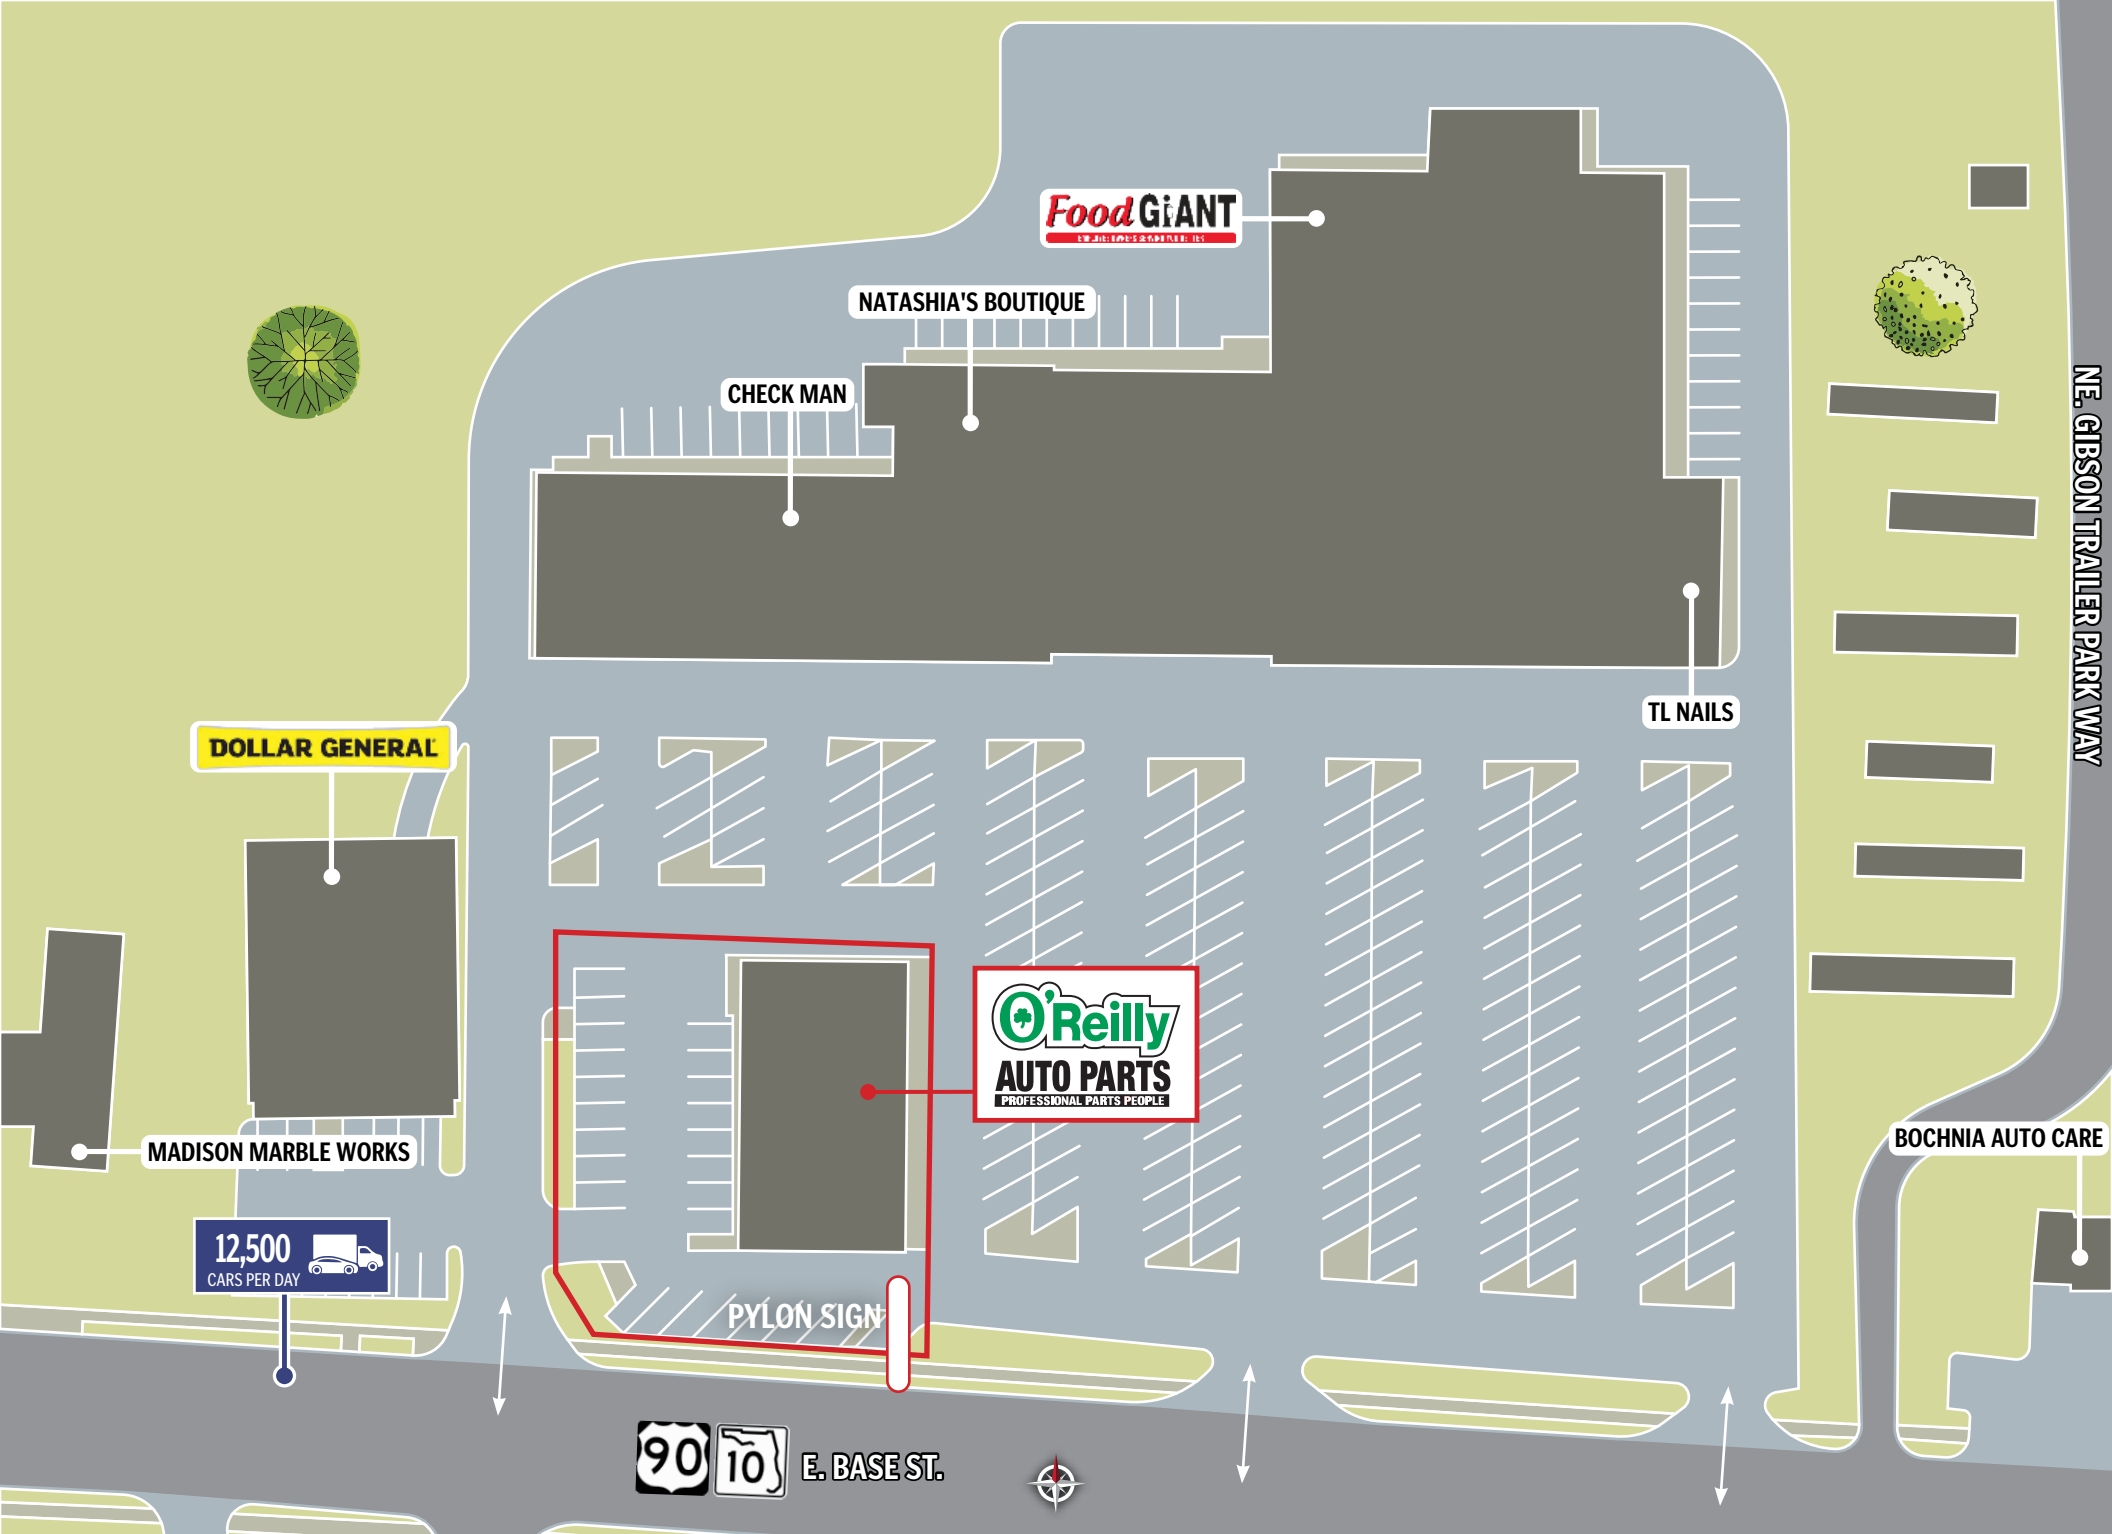 Food GiANT
NATASHIA'S BOUTIQUE
CHECK MAN
TL NAILS
NE. GIBSON TRAILER PARK WAY
DOLLAR GENERAL
O'Reilly
AUTO PARTS
PROFESSIONAL PARTS PEOPLE
MADISON MARBLE WORKS
BOCHNIA AUTO CARE
12,500
CARS PER DAY
PYLON SIGN
90
10
E. BASE ST.